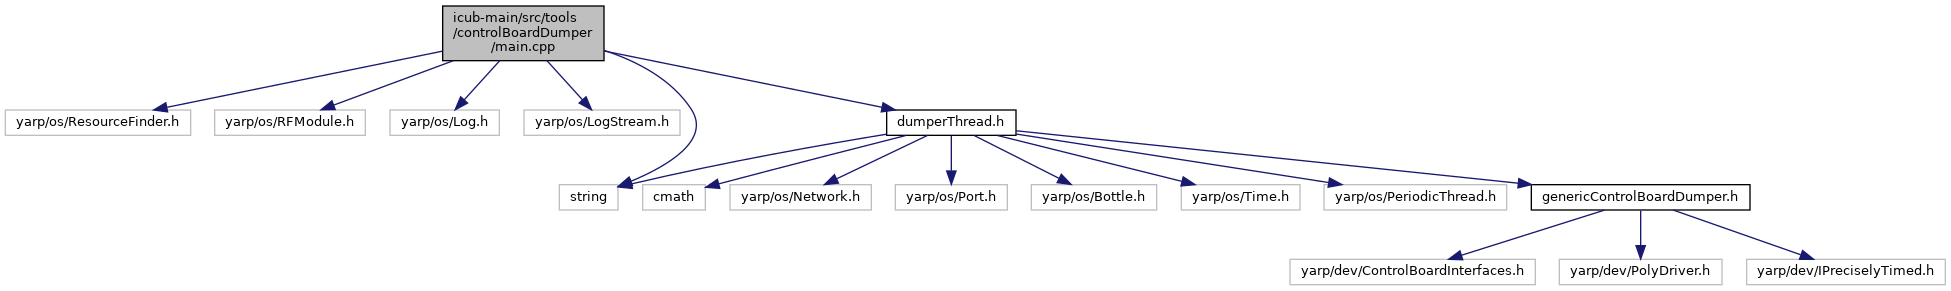 icub-main/src/tools
/controlBoardDumper
/main.cpp
yarp/os/ResourceFinder.h
yarp/os/RFModule.h
yarp/os/Log.h
yarp/os/LogStream.h
dumperThread.h
string
cmath
yarp/os/Network.h
yarp/os/Port.h
yarp/os/Bottle.h
yarp/os/Time.h
yarp/os/PeriodicThread.h
genericControlBoardDumper.h
yarp/dev/ControlBoardInterfaces.h
yarp/dev/PolyDriver.h
yarp/dev/IPreciselyTimed.h